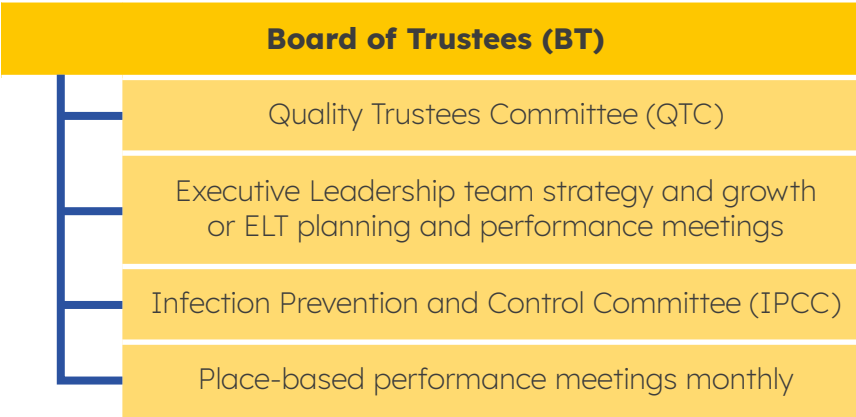 Board of Trustees (BT)
Quality Trustees Committee (QTC)
Executive Leadership team strategy and growth
or ELT planning and performance meetings
Infection Prevention and Control Committee (IPCC)
Place-based performance meetings monthly